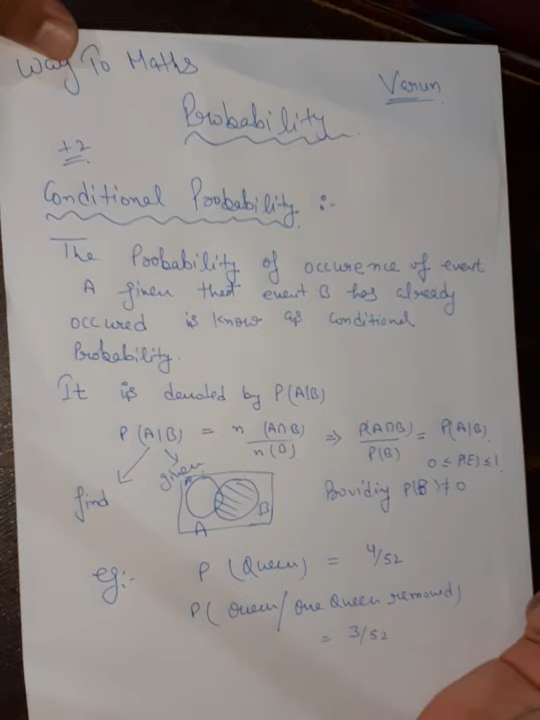 Way To Maths
Varun
Probability
+2
Conditional Probability :-
The Probability of occurence of event
A given that event B has already
occured is know as conditional
Probability.
It is denoted by P(A|B)
P(A|B) = n(A∩B)/n(B) ⇒ P(A∩B)/P(B) = P(A|B)
0 ≤ P(E) ≤ 1
find given
A B
Providing P(B) ≠ 0
eg:- P (Queen) = 4/52
P( Queen / one Queen removed)
= 3/52